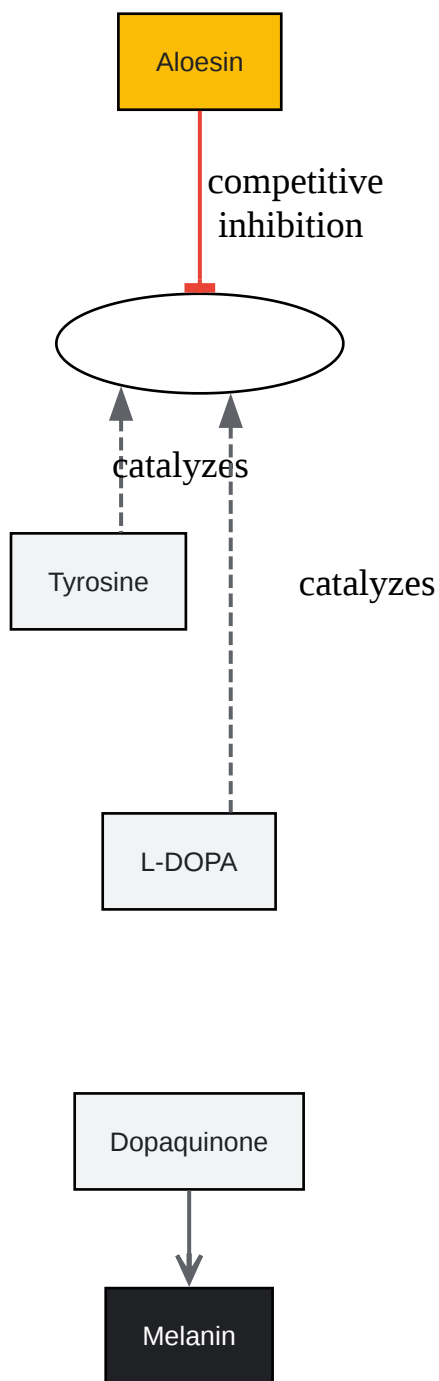 Aloesin
competitive
inhibition
catalyzes
Tyrosine
catalyzes
L-DOPA
Dopaquinone
Melanin